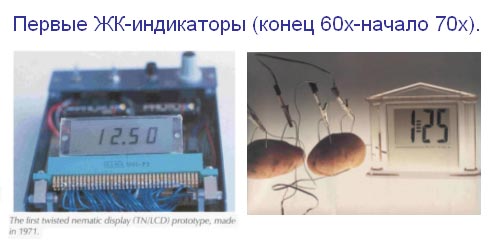 Первые ЖК-индикаторы (конец 60х-начало 70х).
12.50
1:25
The first twisted nematic display (TN/LCD) prototype, made
in 1971.